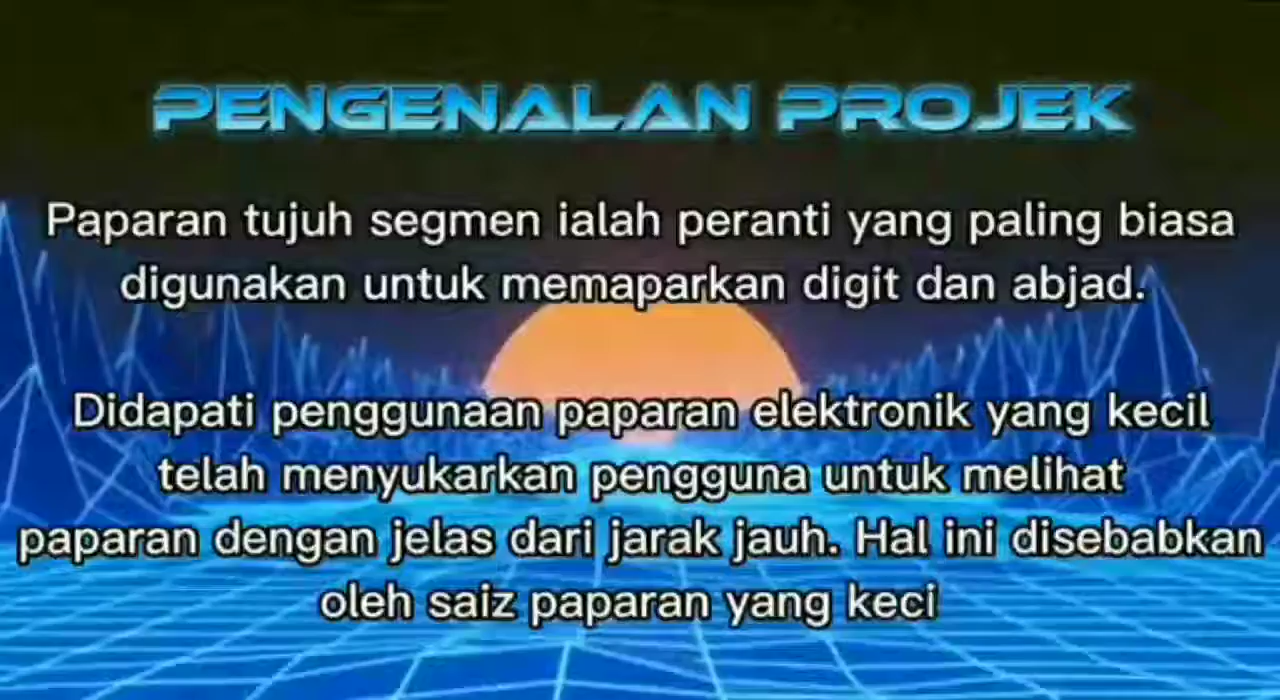 PENGENALAN PROJEK
Paparan tujuh segmen ialah peranti yang paling biasa
digunakan untuk memaparkan digit dan abjad.
Didapati penggunaan paparan elektronik yang kecil
telah menyukarkan pengguna untuk melihat
paparan dengan jelas dari jarak jauh. Hal ini disebabkan
oleh saiz paparan yang keci